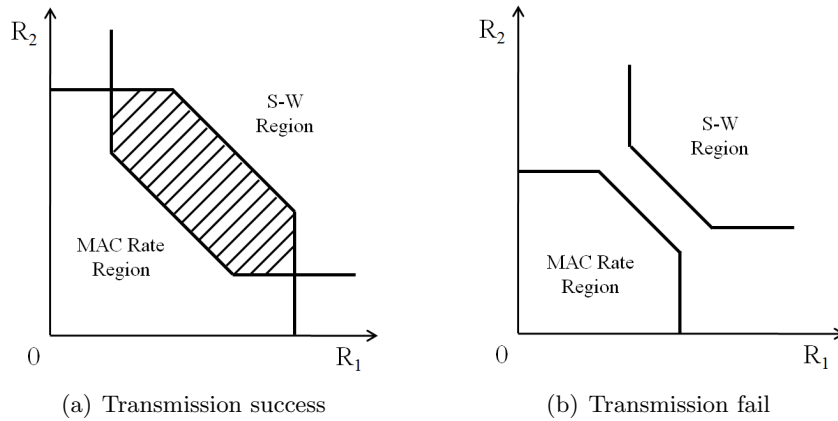 R2
S-W
Region
MAC Rate
Region
0
R1
(a) Transmission success
R2
S-W
Region
MAC Rate
Region
0
R1
(b) Transmission fail